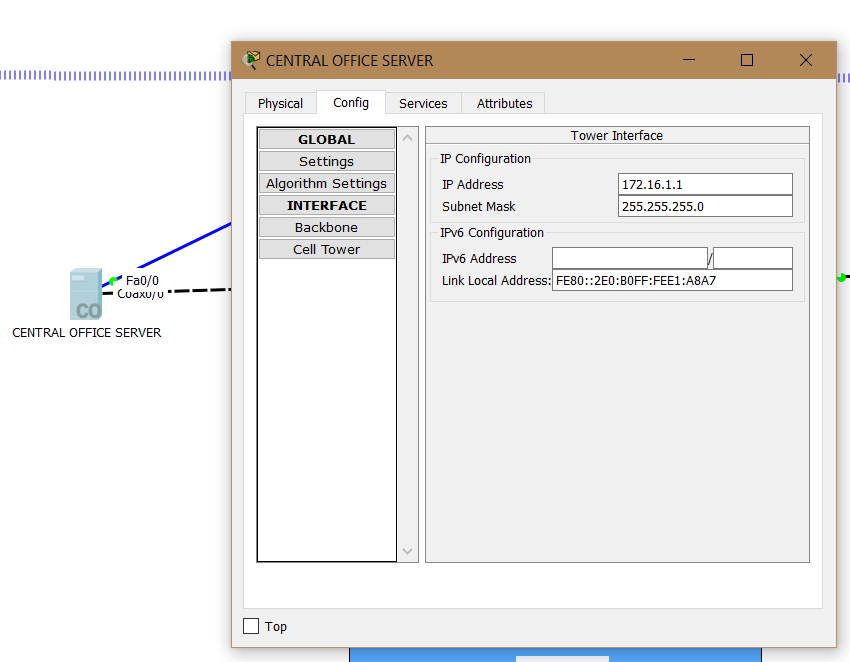 CENTRAL OFFICE SERVER
Physical
Config
Services
Attributes
GLOBAL
Settings
Algorithm Settings
INTERFACE
Backbone
Cell Tower
Tower Interface
IP Configuration
IP Address
172.16.1.1
Subnet Mask
255.255.255.0
IPv6 Configuration
IPv6 Address
/
Link Local Address:
FE80::2E0:B0FF:FEE1:A8A7
Top
Fa0/0
Coax0/0
CO
CENTRAL OFFICE SERVER